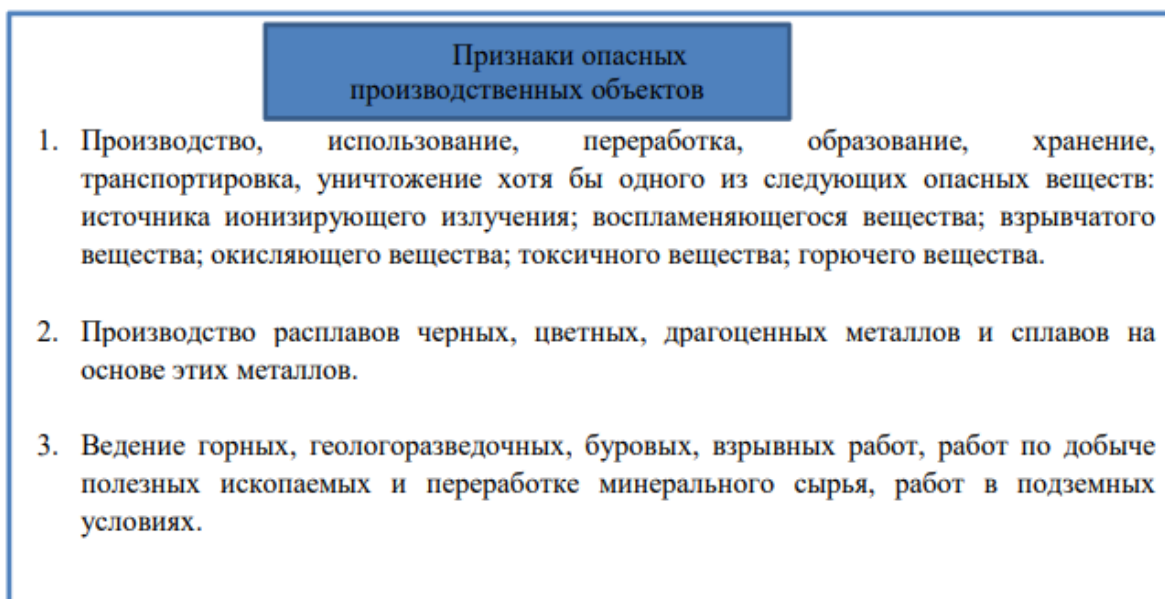 Признаки опасных
производственных объектов
1. Производство, использование, переработка, образование, хранение,
транспортировка, уничтожение хотя бы одного из следующих опасных веществ:
источника ионизирующего излучения; воспламеняющегося вещества; взрывчатого
вещества; окисляющего вещества; токсичного вещества; горючего вещества.
2. Производство расплавов черных, цветных, драгоценных металлов и сплавов на
основе этих металлов.
3. Ведение горных, геологоразведочных, буровых, взрывных работ, работ по добыче
полезных ископаемых и переработке минерального сырья, работ в подземных
условиях.